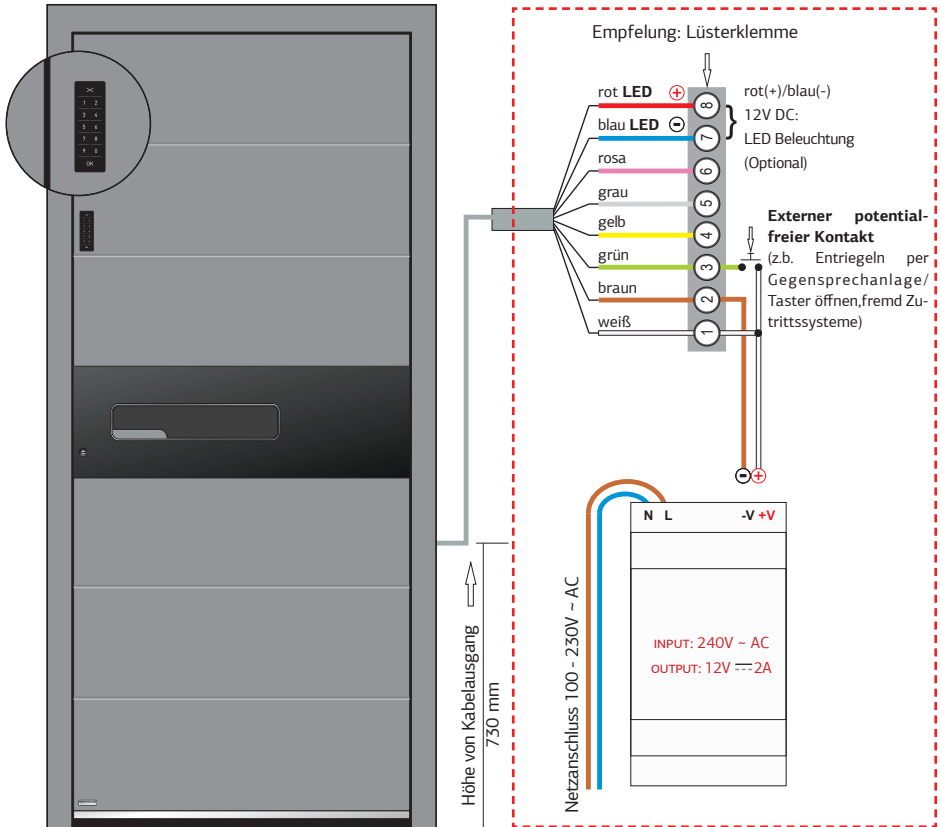 1 2
3 4
5 6
7 8
9 0
OK
Empfelung: Lüsterklemme
rot LED +
blau LED -
rosa
grau
gelb
grün
braun
weiß
8
7
6
5
4
3
2
1
rot(+)/blau(-)
12V DC:
LED Beleuchtung
(Optional)
Externer potential-
freier Kontakt
(z.b. Entriegeln per
Gegensprechanlage/
Taster öffnen,fremd Zu-
trittssysteme)
- +
N L -V +V
INPUT: 240V ~ AC
OUTPUT: 12V ⎓ 2A
Netzanschluss 100 - 230V ~ AC
Höhe von Kabelausgang
730 mm